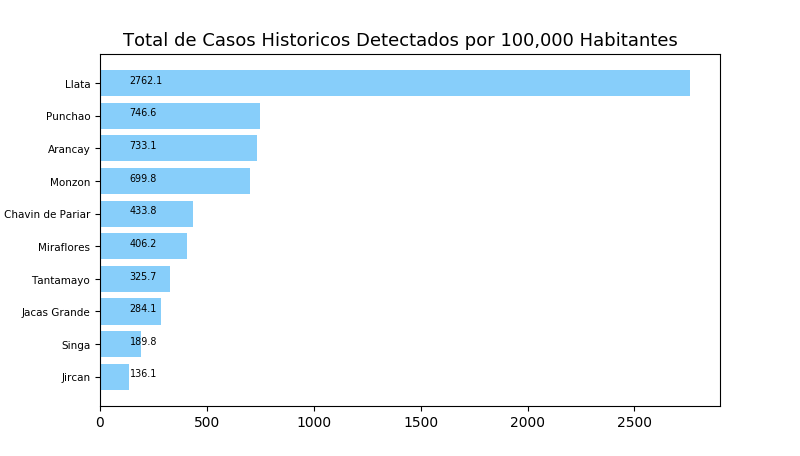 Total de Casos Historicos Detectados por 100,000 Habitantes
Llata 2762.1
Punchao 746.6
Arancay 733.1
Monzon 699.8
Chavin de Pariar 433.8
Miraflores 406.2
Tantamayo 325.7
Jacas Grande 284.1
Singa 189.8
Jircan 136.1
0 500 1000 1500 2000 2500